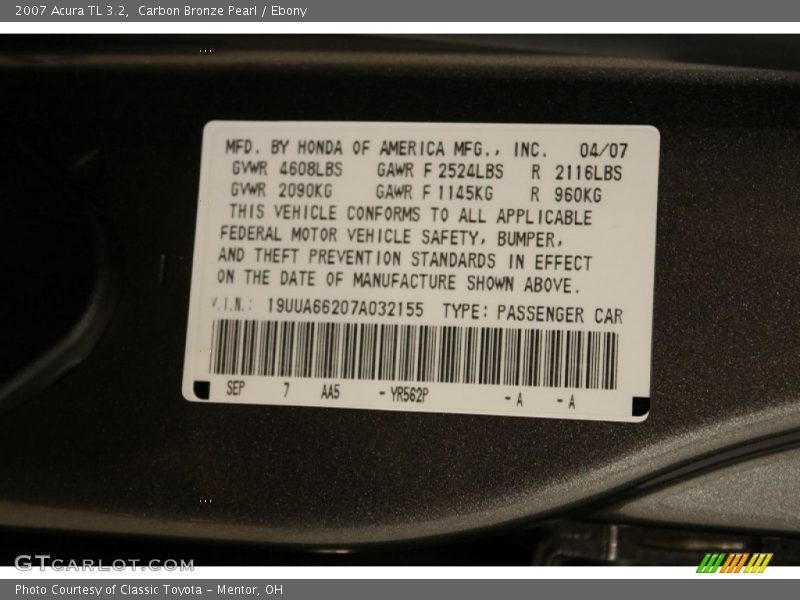 2007 Acura TL 3.2,  Carbon Bronze Pearl / Ebony
MFD. BY HONDA OF AMERICA MFG., INC. 04/07
GVWR 4608LBS GAWR F 2524LBS R 2116LBS
GVWR 2090KG GAWR F 1145KG R 960KG
THIS VEHICLE CONFORMS TO ALL APPLICABLE
FEDERAL MOTOR VEHICLE SAFETY, BUMPER,
AND THEFT PREVENTION STANDARDS IN EFFECT
ON THE DATE OF MANUFACTURE SHOWN ABOVE.
V.I.N.: 19UUA66207A032155 TYPE: PASSENGER CAR
SEP 7 AA5 - YR562P - A - A
GTCARLOT.COM
Photo Courtesy of Classic Toyota - Mentor, OH